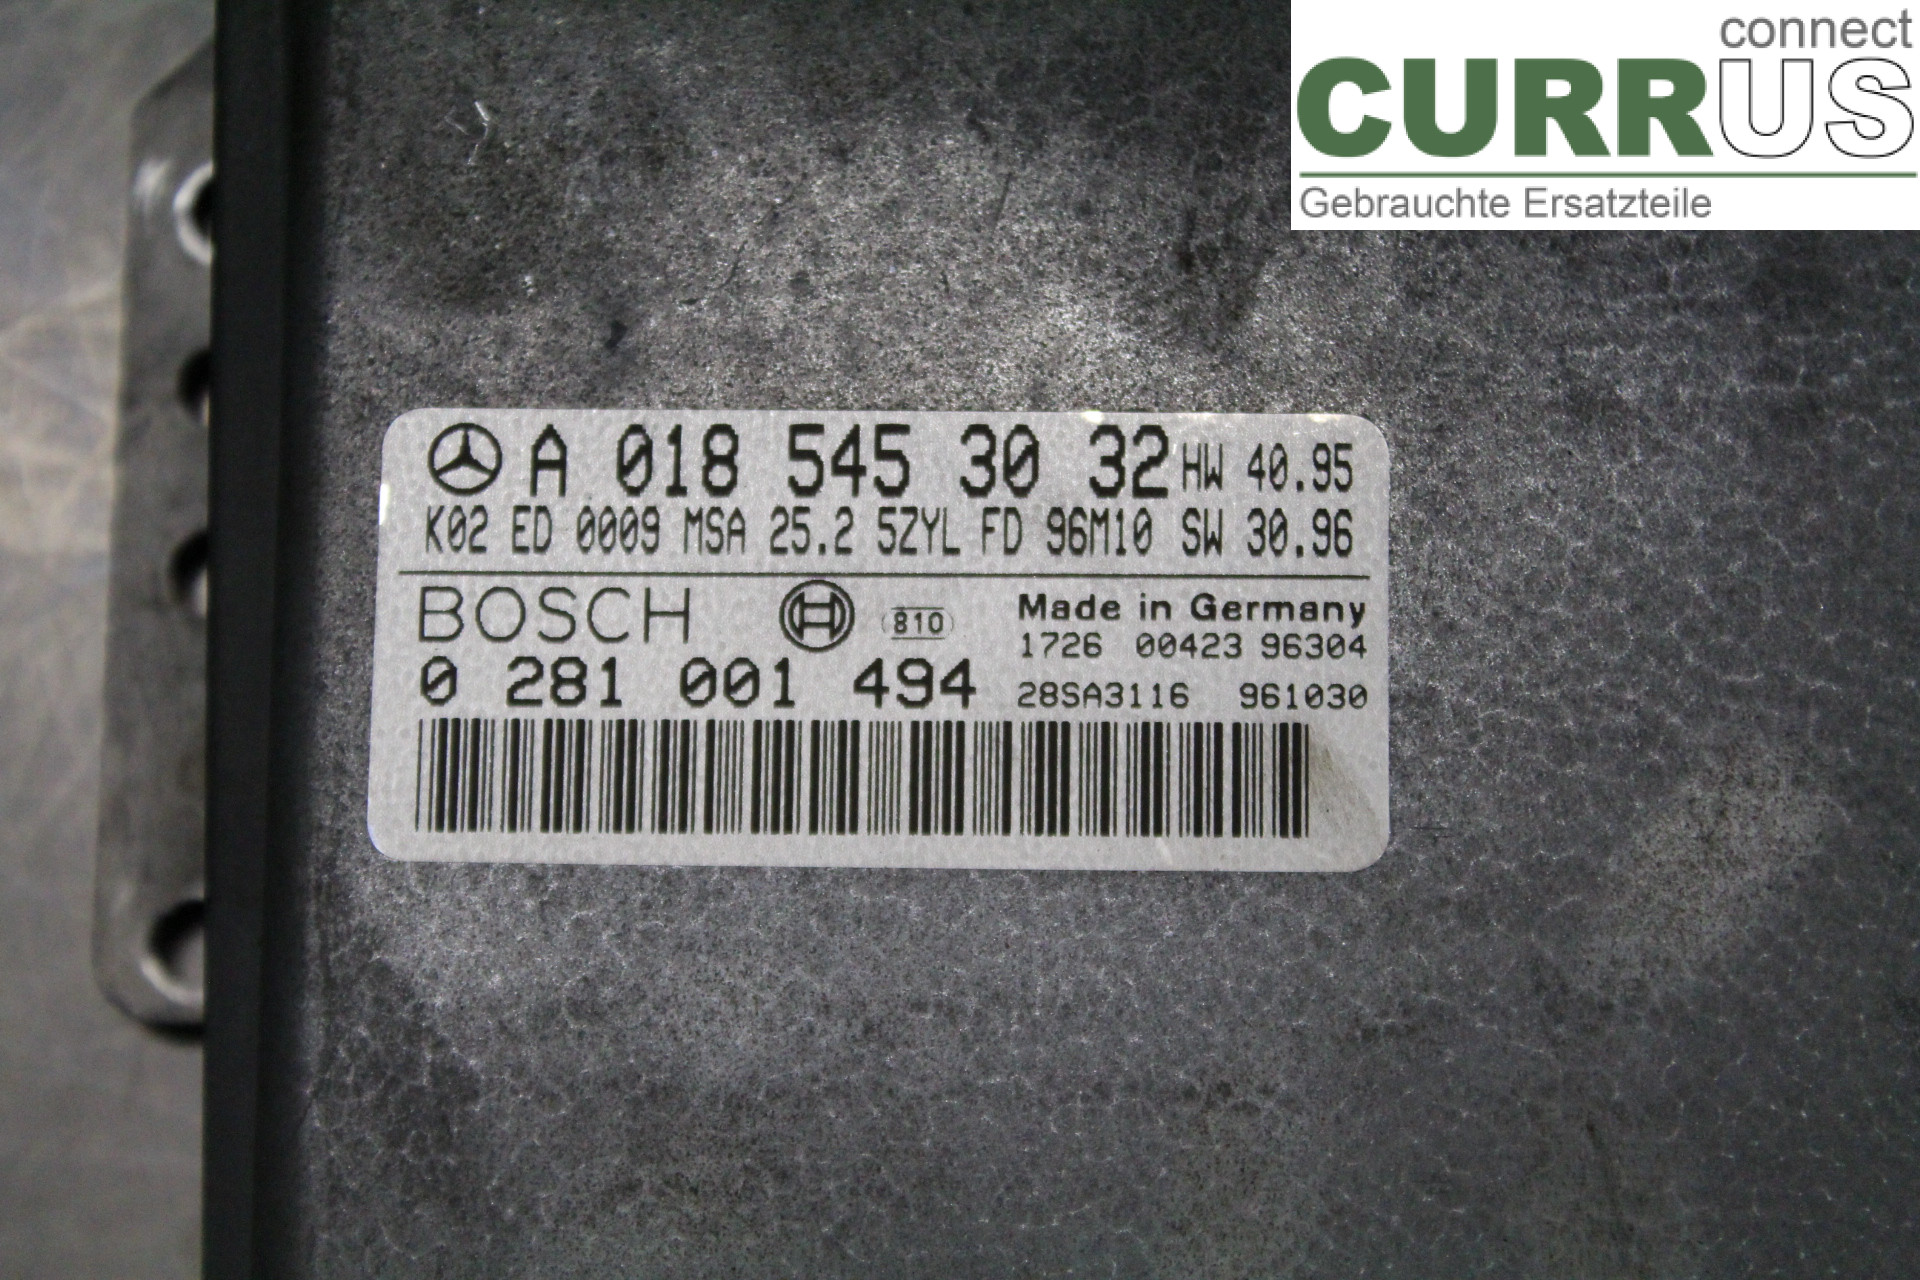 connect
CURRUS
Gebrauchte Ersatzteile
A 018 545 30 32 HW 40.95
K02 ED 0009 MSA 25.2 5ZYL FD 96M10 SW 30.96
BOSCH 810 Made in Germany
1726 00423 96304
0 281 001 494 28SA3116 961030